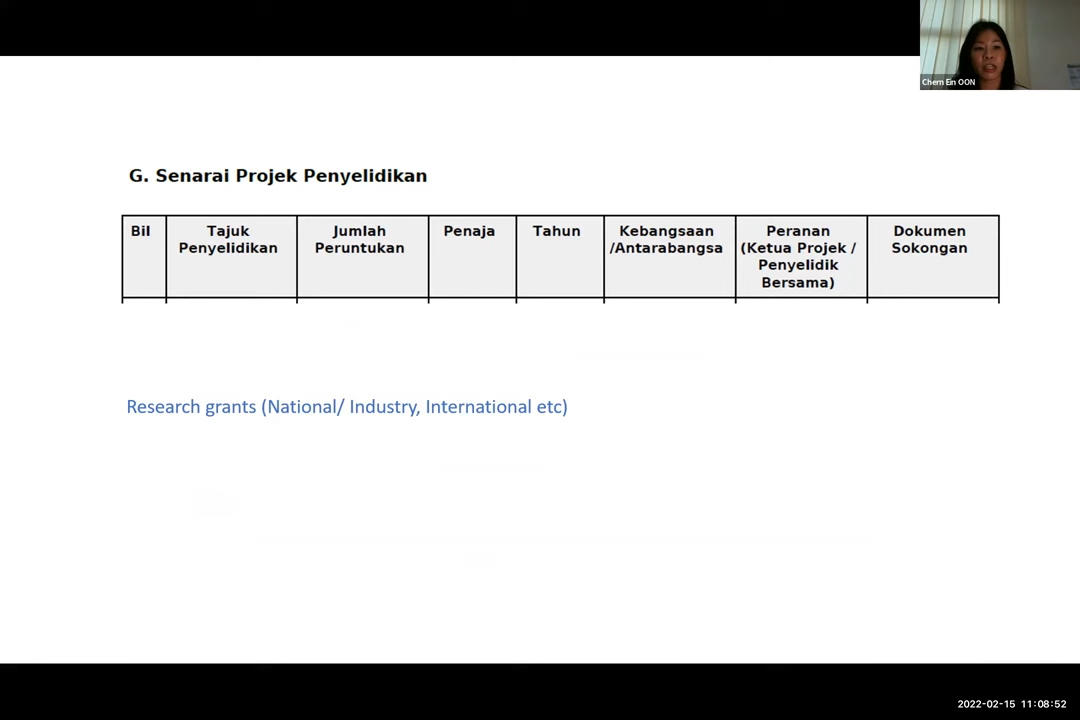 Chern Ein OON
G. Senarai Projek Penyelidikan
Bil
Tajuk
Penyelidikan
Jumlah
Peruntukan
Penaja
Tahun
Kebangsaan
/Antarabangsa
Peranan
(Ketua Projek /
Penyelidik
Bersama)
Dokumen
Sokongan
Research grants (National/ Industry, International etc)
2022-02-15 11:08:52